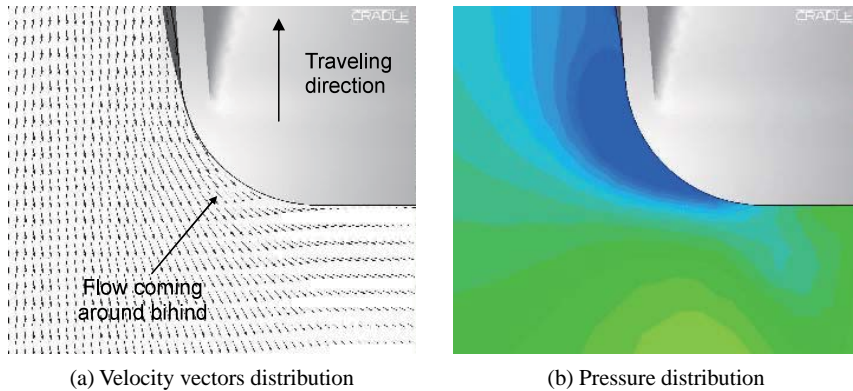 CRADLE
Traveling
direction
Flow coming
around bihind
CRADLE
(a) Velocity vectors distribution
(b) Pressure distribution